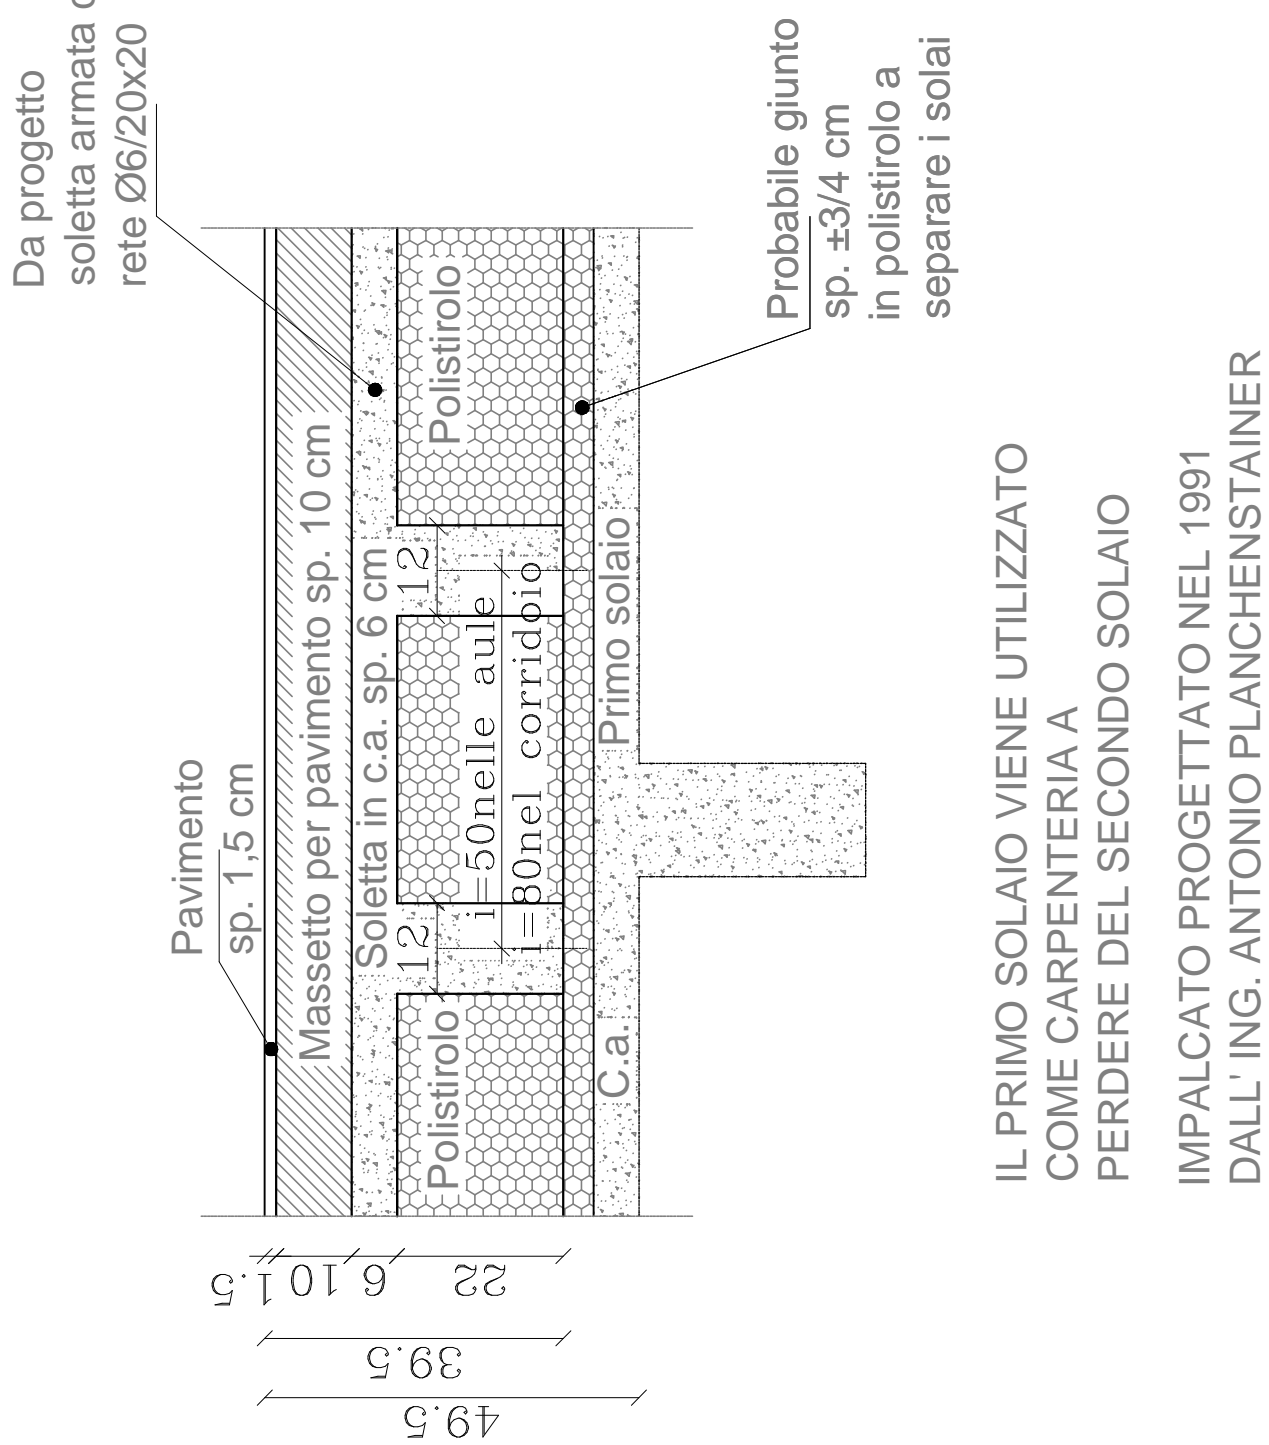 Da progetto
soletta armata c
rete Ø6/20x20
Pavimento
sp. 1,5 cm
Massetto per pavimento sp. 10 cm
Soletta in c.a. sp. 6 cm
Polistirolo
12
12
Polistirolo
i=50nelle aule
i=80nel corridoio
C.a.
Primo solaio
Probabile giunto
sp. ±3/4 cm
in polistirolo a
separare i solai
1.5
10
6
22
39.5
49.5
IL PRIMO SOLAIO VIENE UTILIZZATO
COME CARPENTERIA A
PERDERE DEL SECONDO SOLAIO
IMPALCATO PROGETTATO NEL 1991
DALL' ING. ANTONIO PLANCHENSTAINER